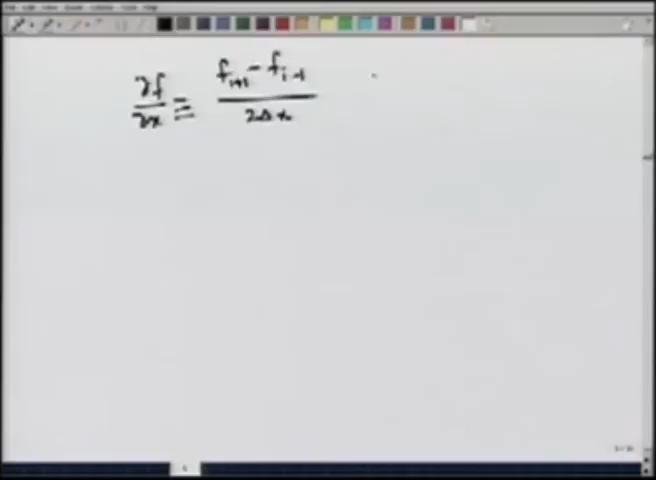 ∂f/∂x ≡ (f_{i+1} - f_{i-1})/(2Δx)